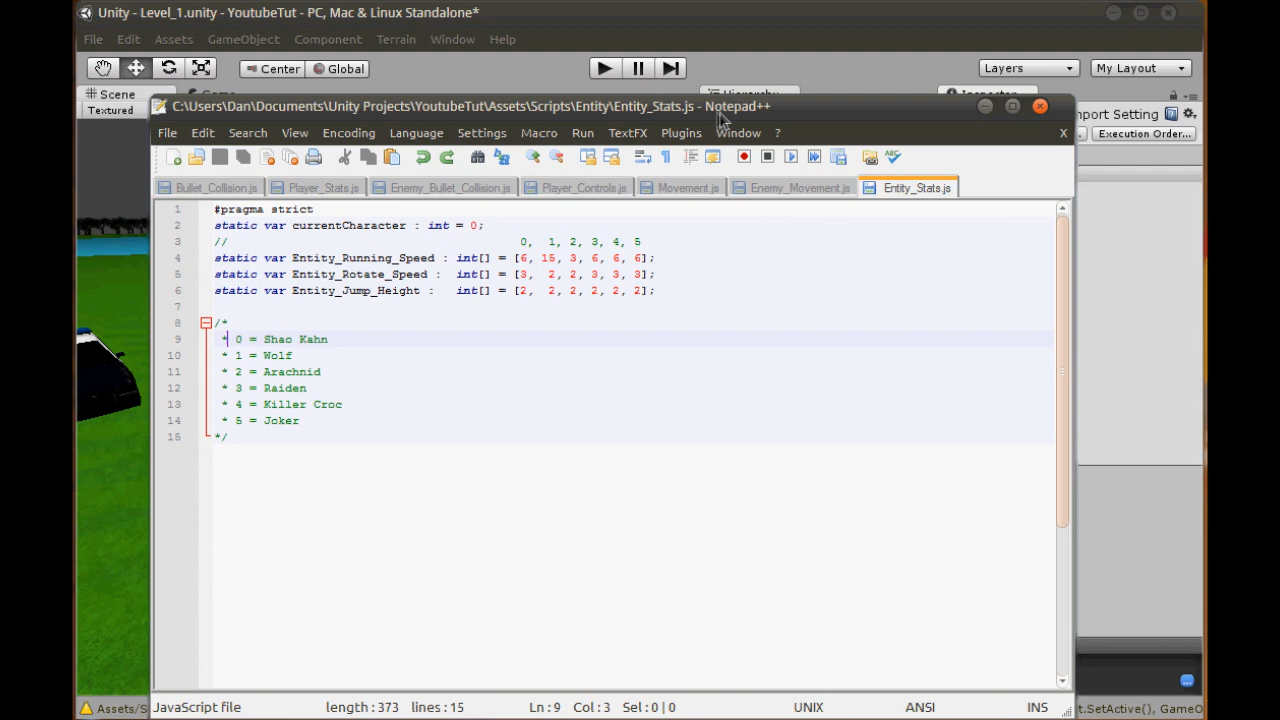 Unity - Level_1.unity - YoutubeTut - PC, Mac & Linux Standalone*
File Edit Assets GameObject Component Terrain Window Help
Center Global Layers My Layout
Scene
Textured
C:\Users\Dan\Documents\Unity Projects\YoutubeTut\Assets\Scripts\Entity\Entity_Stats.js - Notepad++
mport Setting
Execution Order...
File Edit Search View Encoding Language Settings Macro Run TextFX Plugins Window ? X
Bullet_Collision.js Player_Stats.js Enemy_Bullet_Collision.js Player_Controls.js Movement.js Enemy_Movement.js Entity_Stats.js
1 #pragma strict
2 static var currentCharacter : int = 0;
3 // 0, 1, 2, 3, 4, 5
4 static var Entity_Running_Speed : int[] = [6, 15, 3, 6, 6, 6];
5 static var Entity_Rotate_Speed : int[] = [3, 2, 2, 3, 3, 3];
6 static var Entity_Jump_Height : int[] = [2, 2, 2, 2, 2, 2];
7
8 /*
9 * 0 = Shao Kahn
10 * 1 = Wolf
11 * 2 = Arachnid
12 * 3 = Raiden
13 * 4 = Killer Croc
14 * 5 = Joker
15 */
JavaScript file length:373 lines:15 Ln:9 Col:3 Sel:0|0 UNIX ANSI INS
Assets/S
t.SetActive(), GameO